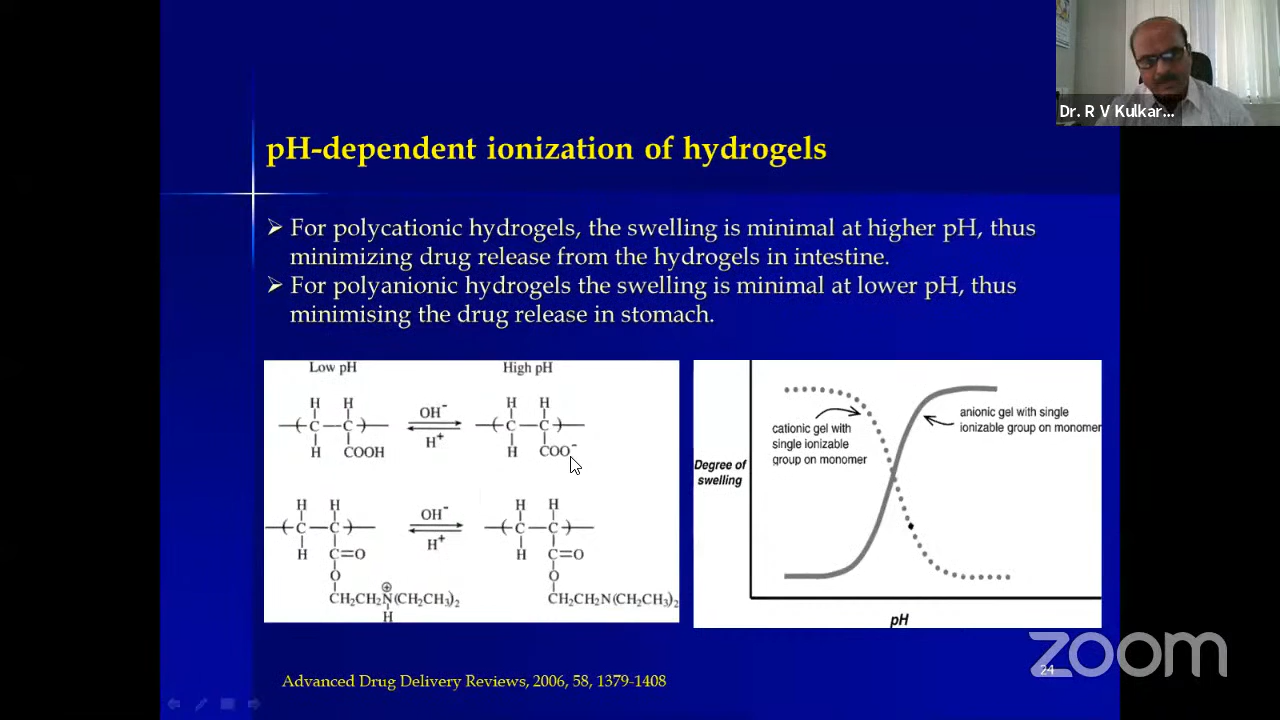 Dr. R V Kulkar...
pH-dependent ionization of hydrogels
➢ For polycationic hydrogels, the swelling is minimal at higher pH, thus
minimizing drug release from the hydrogels in intestine.
➢ For polyanionic hydrogels the swelling is minimal at lower pH, thus
minimising the drug release in stomach.
Low pH High pH
H H H H
OH⁻
C C C C
H⁺
H COOH H COO⁻
H H H H
OH⁻
C C C C
H⁺
H C=O H C=O
O O
⊕
CH₂CH₂N(CH₂CH₃)₂ CH₂CH₂N(CH₂CH₃)₂
H
Degree of
swelling
cationic gel with
single ionizable
group on monomer
anionic gel with single
ionizable group on monomer
pH
Advanced Drug Delivery Reviews, 2006, 58, 1379-1408
24
zoom